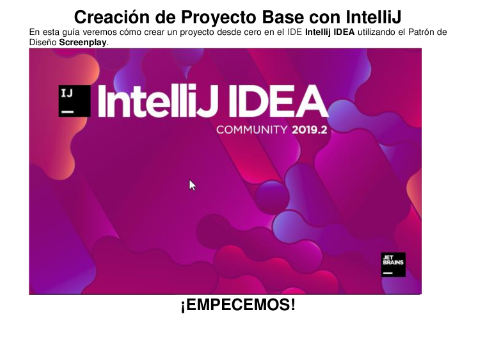 Creación de Proyecto Base con IntelliJ
En esta guía veremos cómo crear un proyecto desde cero en el IDE Intellij IDEA utilizando el Patrón de
Diseño Screenplay.
IJ
IntelliJ IDEA
COMMUNITY 2019.2
JET
BRAINS
¡EMPECEMOS!